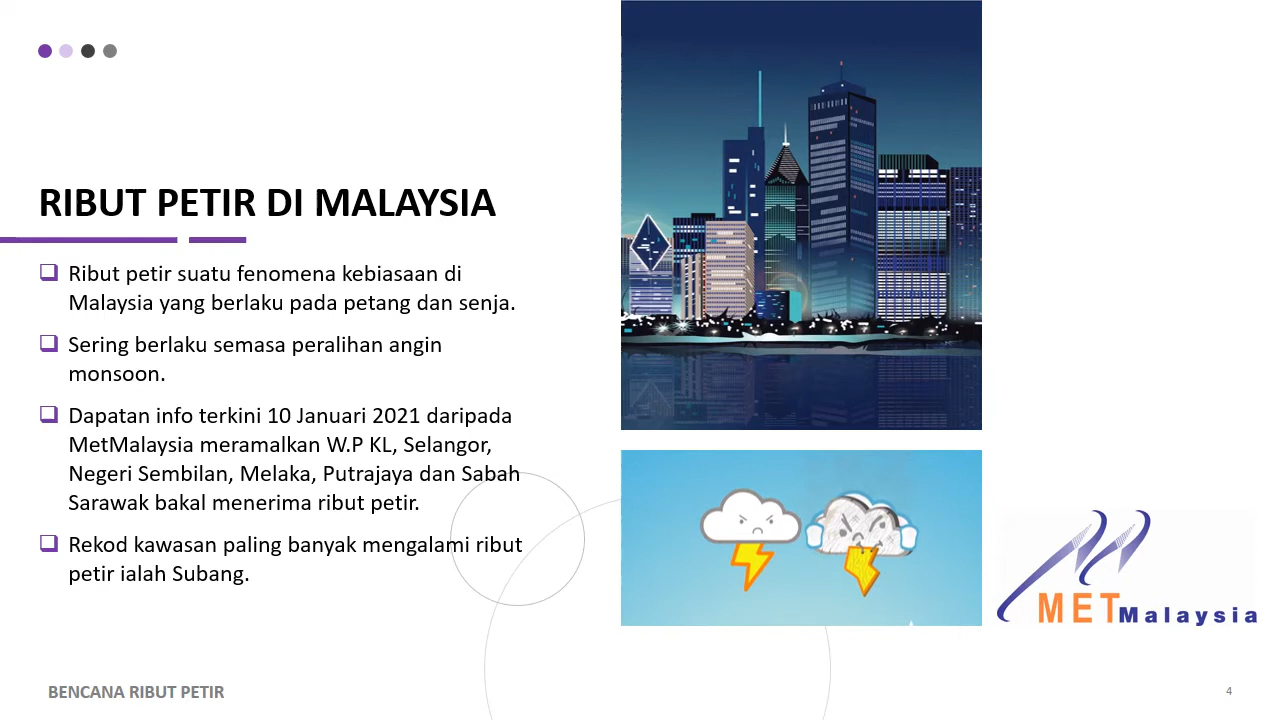 RIBUT PETIR DI MALAYSIA
Ribut petir suatu fenomena kebiasaan di
Malaysia yang berlaku pada petang dan senja.
Sering berlaku semasa peralihan angin
monsoon.
Dapatan info terkini 10 Januari 2021 daripada
MetMalaysia meramalkan W.P KL, Selangor,
Negeri Sembilan, Melaka, Putrajaya dan Sabah
Sarawak bakal menerima ribut petir.
Rekod kawasan paling banyak mengalami ribut
petir ialah Subang.
METMalaysia
BENCANA RIBUT PETIR
4